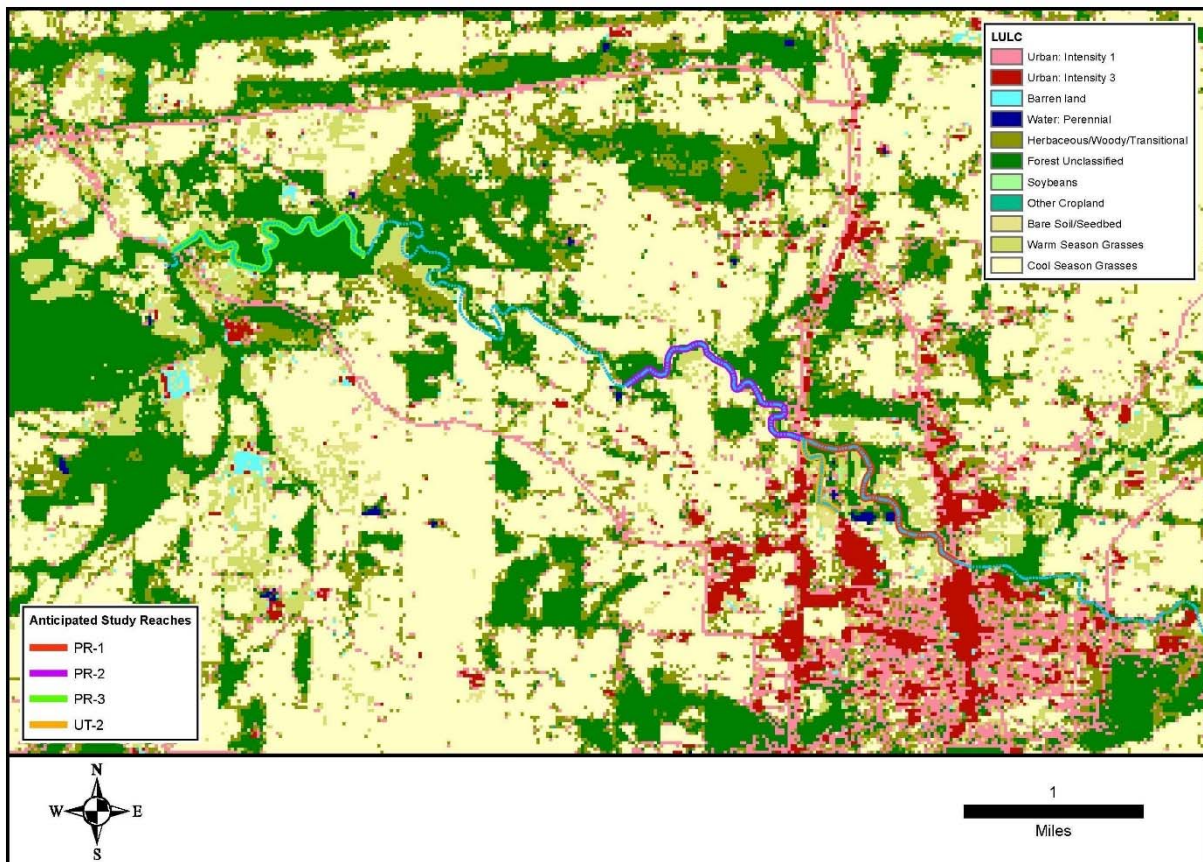 LULC
Urban: Intensity 1
Urban: Intensity 3
Barren land
Water: Perennial
Herbaceous/Woody/Transitional
Forest Unclassified
Soybeans
Other Cropland
Bare Soil/Seedbed
Warm Season Grasses
Cool Season Grasses
Anticipated Study Reaches
PR-1
PR-2
PR-3
UT-2
N
W E
S
1
Miles